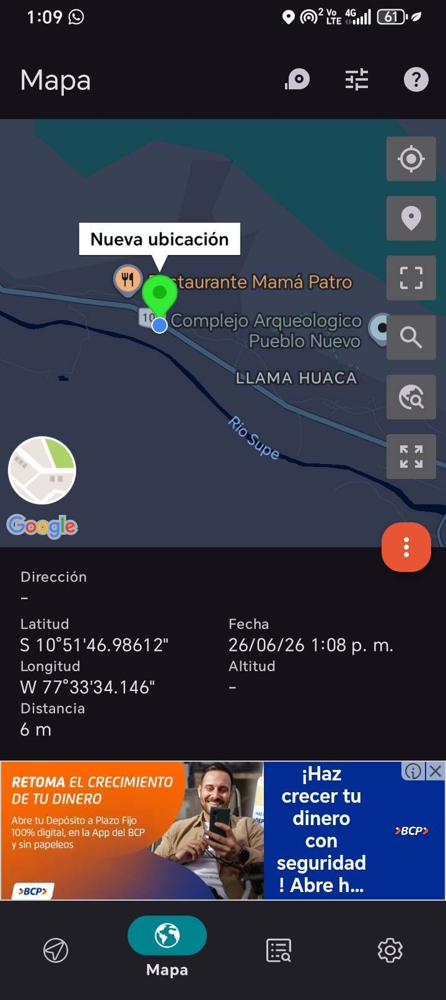 1:09
2 Vo LTE 4G 61
Mapa
Nueva ubicación
staurante Mamá Patro
10
Complejo Arqueologico
Pueblo Nuevo
LLAMA HUACA
Rio Supe
Google
Dirección
-
Latitud
S 10°51'46.98612"
Fecha
26/06/26 1:08 p. m.
Longitud
W 77°33'34.146"
Altitud
-
Distancia
6 m
RETOMA EL CRECIMIENTO
DE TU DINERO
Abre tu Depósito a Plazo Fijo
100% digital, en la App del BCP
y sin papeleos
BCP
¡Haz
crecer tu
dinero
con
seguridad
! Abre h...
BCP
Mapa